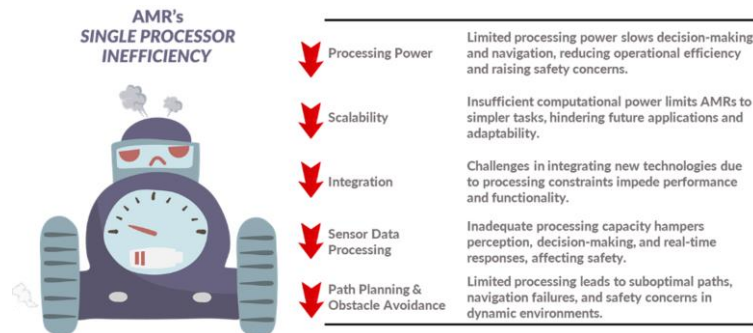 AMR's
SINGLE PROCESSOR
INEFFICIENCY
Processing Power
Limited processing power slows decision-making
and navigation, reducing operational efficiency
and raising safety concerns.
Scalability
Insufficient computational power limits AMRs to
simpler tasks, hindering future applications and
adaptability.
Integration
Challenges in integrating new technologies due
to processing constraints impede performance
and functionality.
Sensor Data
Processing
Inadequate processing capacity hampers
perception, decision-making, and real-time
responses, affecting safety.
Path Planning &
Obstacle Avoidance
Limited processing leads to suboptimal paths,
navigation failures, and safety concerns in
dynamic environments.